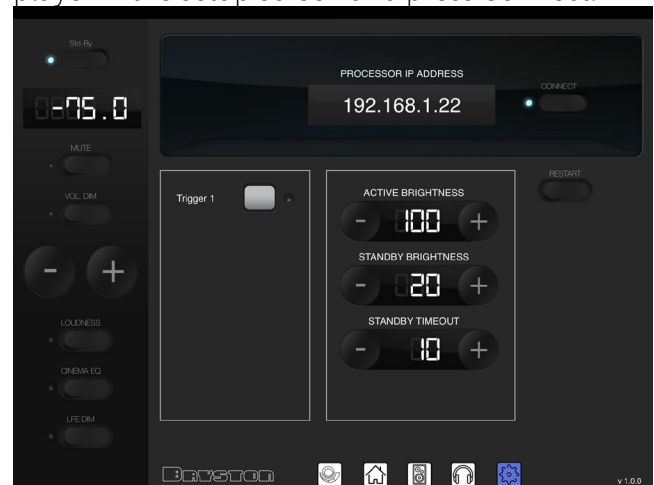 Std-By
-75.0
MUTE
VOL. DIM
- +
LOUDNESS
CINEMA EQ
LFE DIM
PROCESSOR IP ADDRESS
192.168.1.22
CONNECT
RESTART
Trigger 1
ACTIVE BRIGHTNESS
- 100 +
STANDBY BRIGHTNESS
- 20 +
STANDBY TIMEOUT
- 10 +
BRYSTON
v 1.0.0